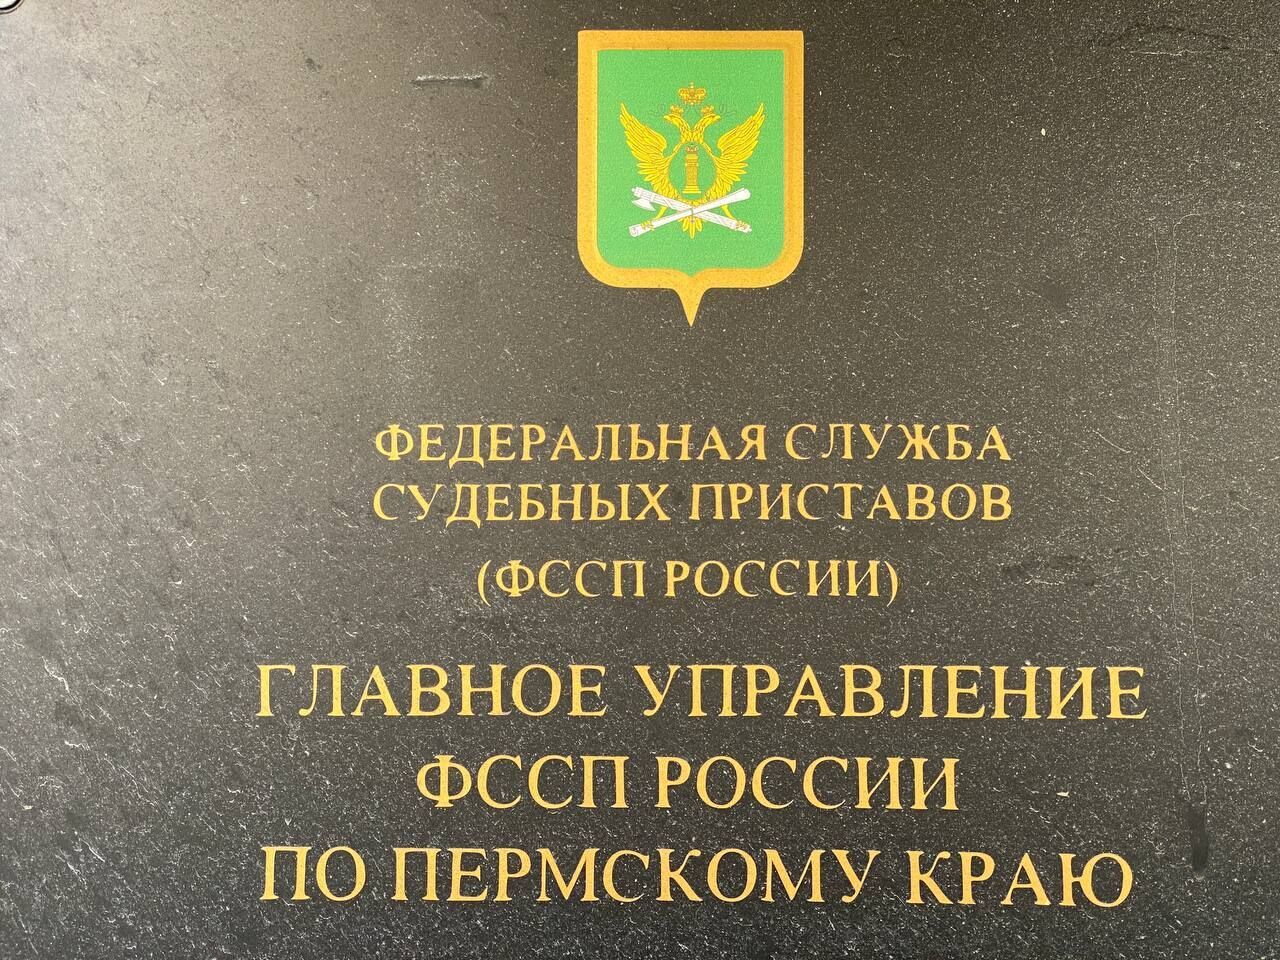 ФЕДЕРАЛЬНАЯ СЛУЖБА
СУДЕБНЫХ ПРИСТАВОВ
(ФССП РОССИИ)
ГЛАВНОЕ УПРАВЛЕНИЕ
ФССП РОССИИ
ПО ПЕРМСКОМУ КРАЮ